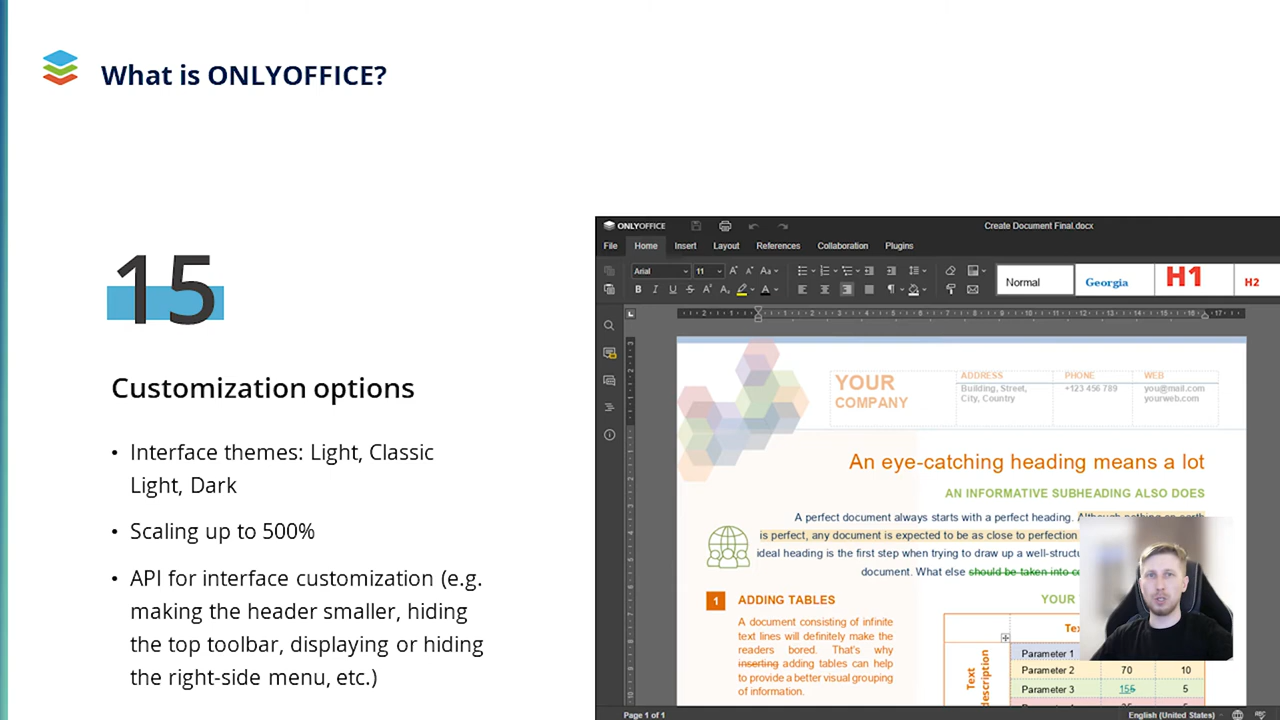 What is ONLYOFFICE?
15
Customization options
• Interface themes: Light, Classic
Light, Dark
• Scaling up to 500%
• API for interface customization (e.g.
making the header smaller, hiding
the top toolbar, displaying or hiding
the right-side menu, etc.)
ONLYOFFICE
Create Document Final.docx
File Home Insert Layout References Collaboration Plugins
Arial 11
Normal Georgia H1 H2
YOUR
COMPANY
ADDRESS
Building, Street,
City, Country
PHONE
+123 456 789
WEB
you@mail.com
yourweb.com
An eye-catching heading means a lot
AN INFORMATIVE SUBHEADING ALSO DOES
A perfect document always starts with a perfect heading. Although nothing on earth
is perfect, any document is expected to be as close to perfection
ideal heading is the first step when trying to draw up a well-structu
document. What else should be taken into co
1 ADDING TABLES
A document consisting of infinite
text lines will definitely make the
readers bored. That's why
inserting adding tables can help
to provide a better visual grouping
of information.
YOUR
Tex
Text
description
Parameter 1
Parameter 2 70 10
Parameter 3 155 5
Page 1 of 1
English (United States)